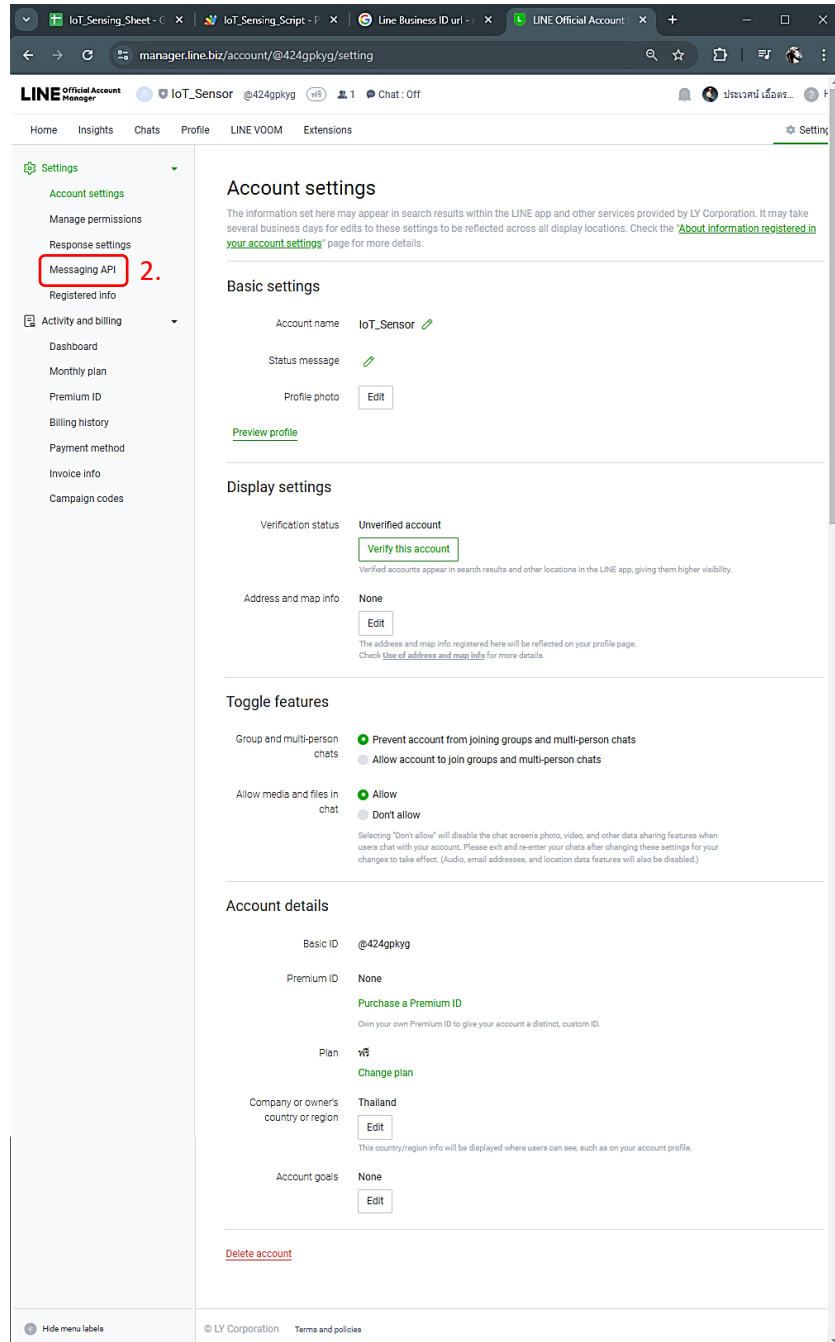 IoT_Sensing_Sheet - G
IoT_Sensing_Script - P
Line Business ID url -
LINE Official Account
manager.line.biz/account/@424gpkyg/setting
LINE Official Account Manager
IoT_Sensor @424gpkyg ฟรี 1 Chat : Off
ประเวศน์ เอื้อตร...
Home Insights Chats Profile LINE VOOM Extensions
Setting
Settings
Account settings
Manage permissions
Response settings
Messaging API 2.
Registered info
Activity and billing
Dashboard
Monthly plan
Premium ID
Billing history
Payment method
Invoice info
Campaign codes
Account settings
The information set here may appear in search results within the LINE app and other services provided by LY Corporation. It may take
several business days for edits to these settings to be reflected across all display locations. Check the "About information registered in
your account settings" page for more details.
Basic settings
Account name IoT_Sensor
Status message
Profile photo Edit
Preview profile
Display settings
Verification status Unverified account
Verify this account
Verified accounts appear in search results and other locations in the LINE app, giving them higher visibility.
Address and map info None
Edit
The address and map info registered here will be reflected on your profile page.
Check Use of address and map info for more details.
Toggle features
Group and multi-person chats
Prevent account from joining groups and multi-person chats
Allow account to join groups and multi-person chats
Allow media and files in chat
Allow
Don't allow
Selecting "Don't allow" will disable the chat screen's photo, video, and other data sharing features when
users chat with your account. Please exit and re-enter your chats after changing these settings for your
changes to take effect. (Audio, email addresses, and location data features will also be disabled.)
Account details
Basic ID @424gpkyg
Premium ID None
Purchase a Premium ID
Own your own Premium ID to give your account a distinct, custom ID.
Plan ฟรี
Change plan
Company or owner's country or region
Thailand
Edit
This country/region info will be displayed where users can see, such as on your account profile.
Account goals None
Edit
Delete account
Hide menu labels
© LY Corporation Terms and policies